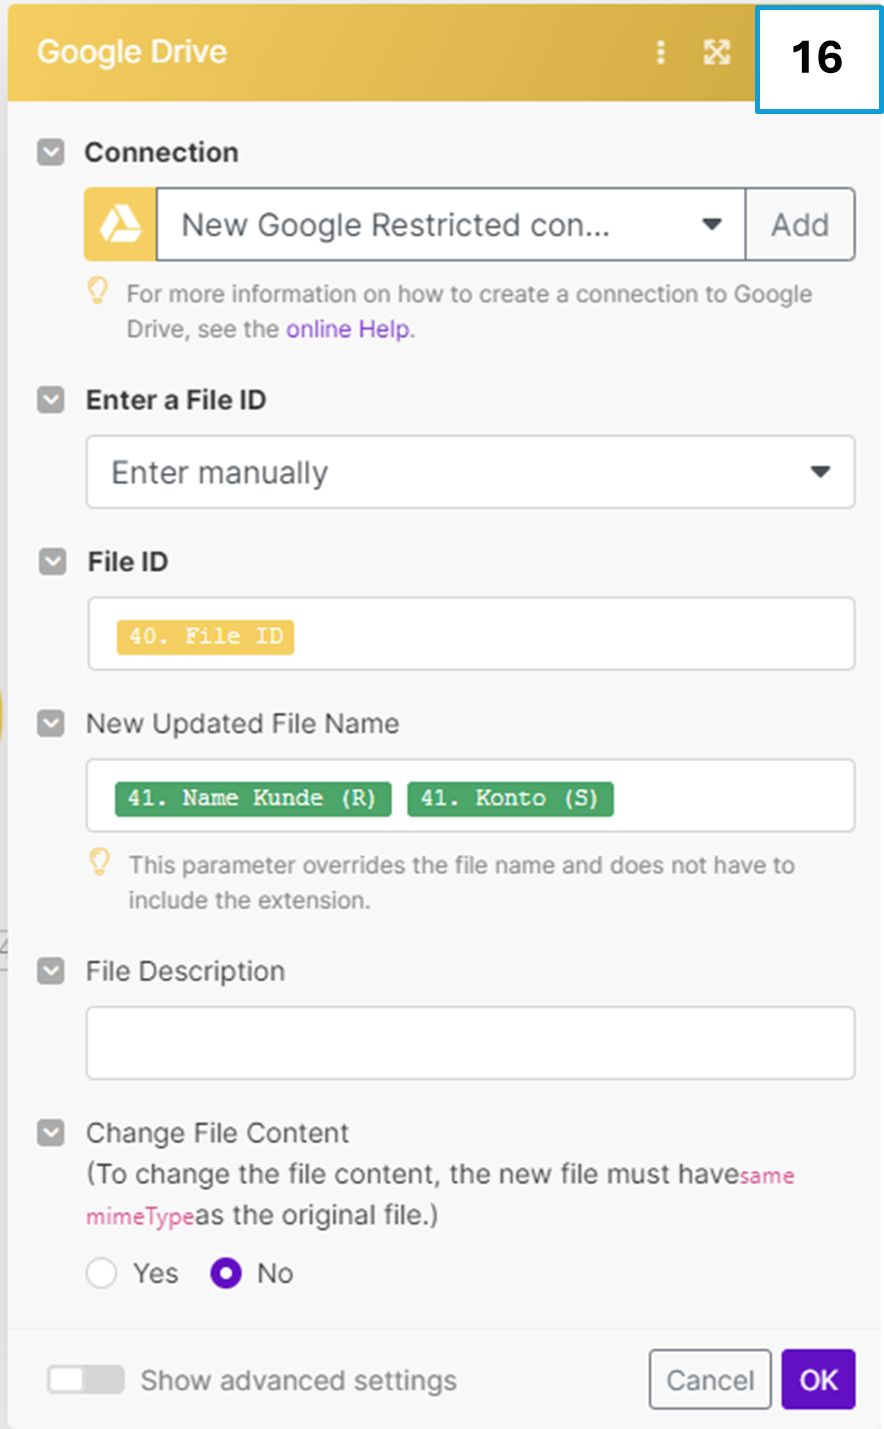 Google Drive
16
Connection
New Google Restricted con...
Add
For more information on how to create a connection to Google
Drive, see the online Help.
Enter a File ID
Enter manually
File ID
40. File ID
New Updated File Name
41. Name Kunde (R) 41. Konto (S)
This parameter overrides the file name and does not have to
include the extension.
File Description
Change File Content
(To change the file content, the new file must havesame
mimeTypeas the original file.)
Yes No
Show advanced settings
Cancel
OK